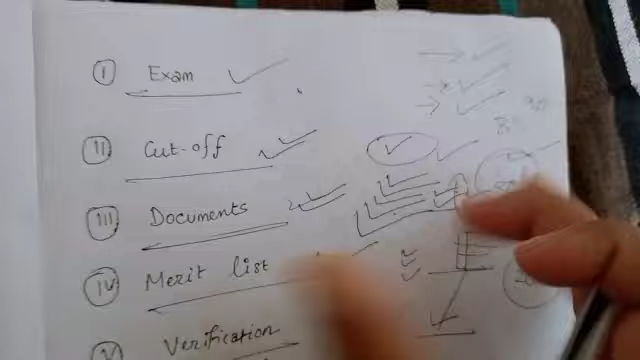 I Exam
II Cut-off
III Documents
IV Merit list
V Verification